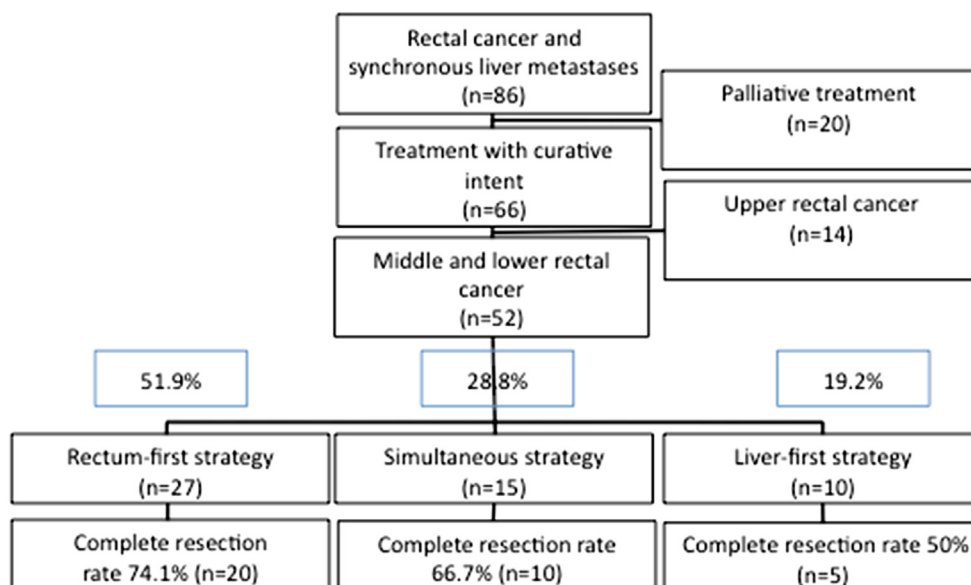 Rectal cancer and
synchronous liver metastases
(n=86)
Palliative treatment
(n=20)
Treatment with curative
intent
(n=66)
Upper rectal cancer
(n=14)
Middle and lower rectal
cancer
(n=52)
51.9%
28.8%
19.2%
Rectum-first strategy
(n=27)
Simultaneous strategy
(n=15)
Liver-first strategy
(n=10)
Complete resection
rate 74.1% (n=20)
Complete resection rate
66.7% (n=10)
Complete resection rate 50%
(n=5)